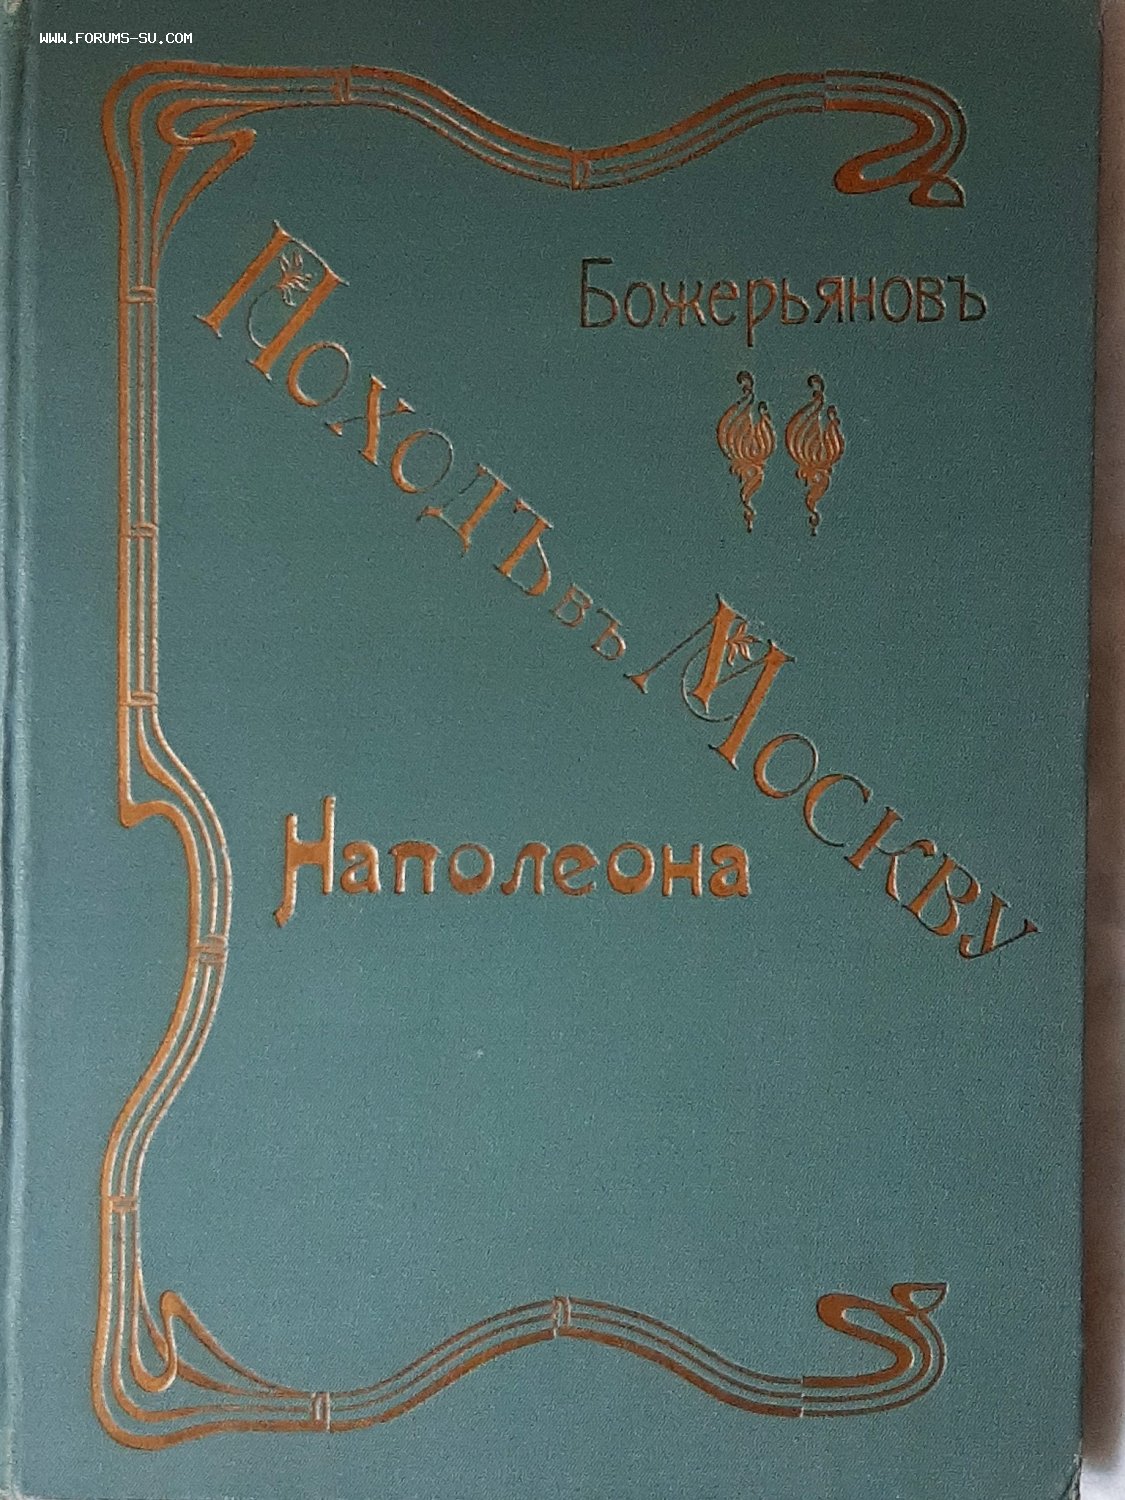 WWW.FORUMS-SU.COM
Божерьяновъ
Походъ въ Москву
Наполеона